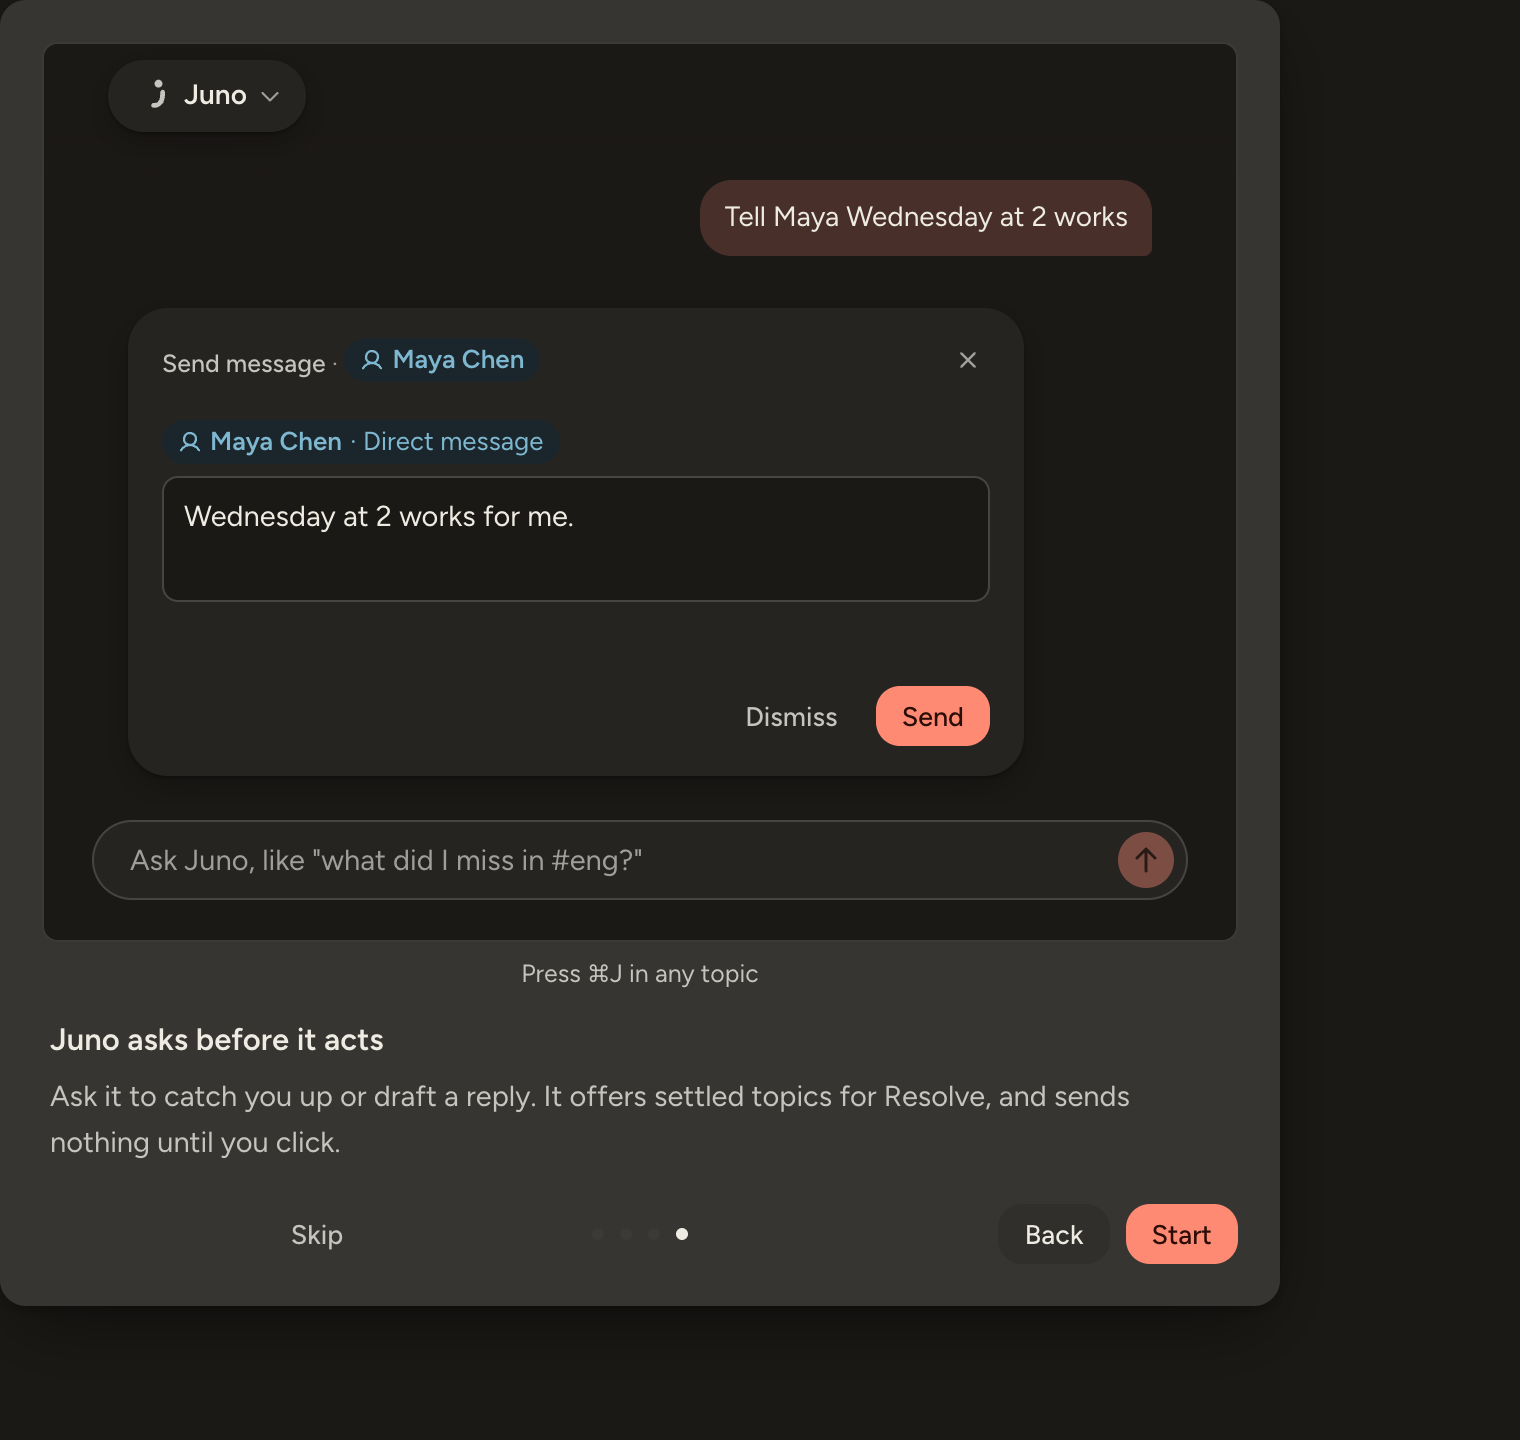 Juno
Tell Maya Wednesday at 2 works
Send message · Maya Chen
Maya Chen · Direct message
Wednesday at 2 works for me.
Dismiss
Send
Ask Juno, like "what did I miss in #eng?"
Press ⌘J in any topic
Juno asks before it acts
Ask it to catch you up or draft a reply. It offers settled topics for Resolve, and sends
nothing until you click.
Skip
Back
Start